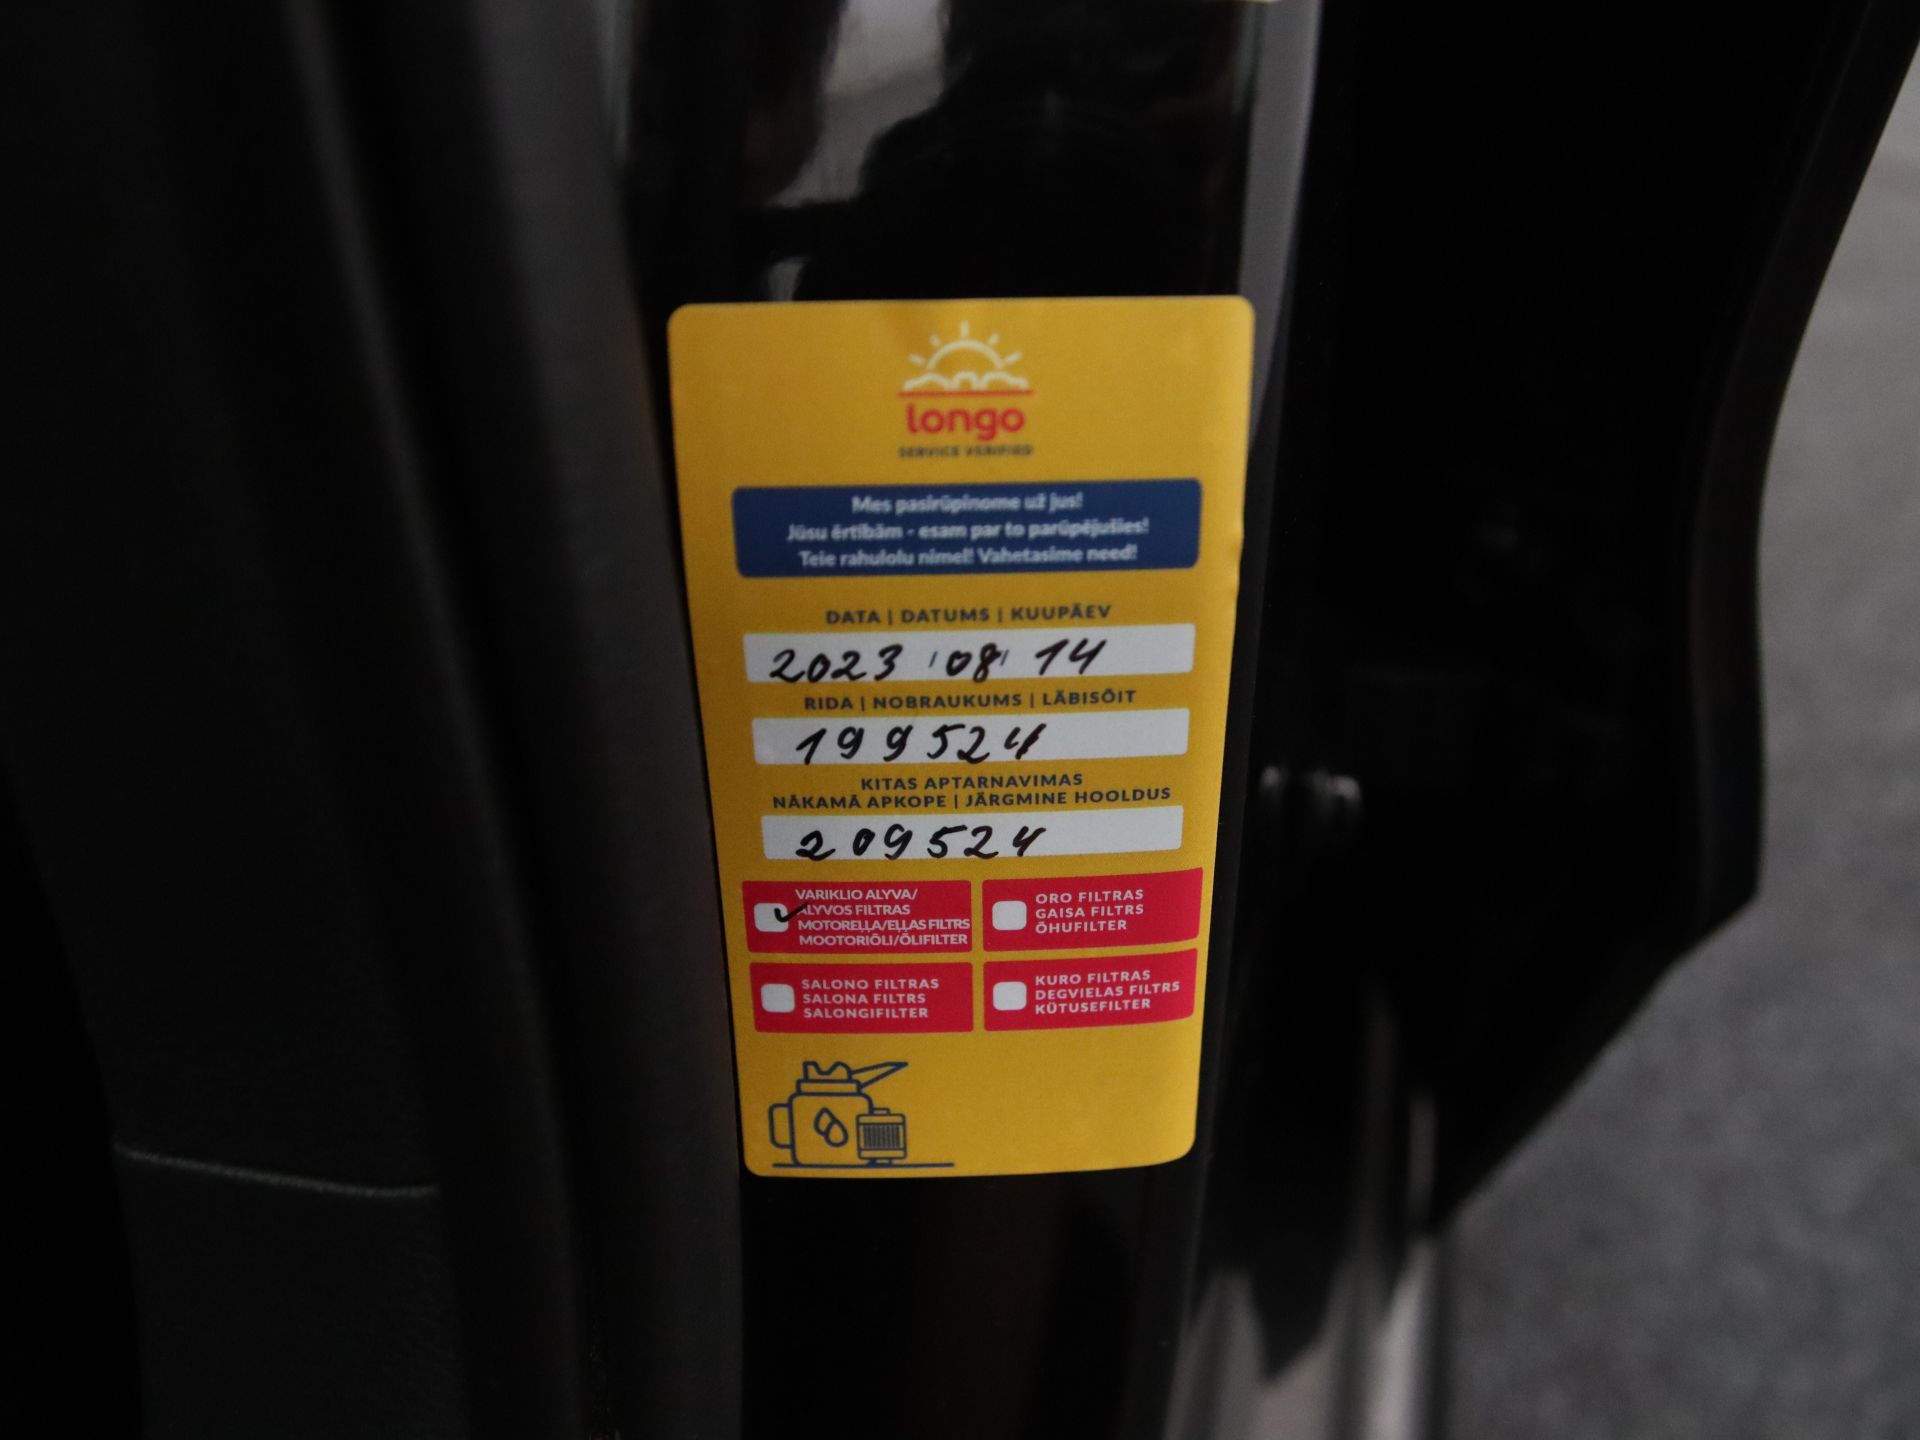 longo
SERVICE VERIFIED
Mes pasirūpinome už jus!
Jūsu ērtībām - esam par to parūpējušies!
Teie rahulolu nimel! Vahetasime need!
DATA | DATUMS | KUUPÄEV
2023 / 08 / 14
RIDA | NOBRAUKUMS | LÄBISÕIT
199524
KITAS APTARNAVIMAS
NĀKAMĀ APKOPE | JÄRGMINE HOOLDUS
209524
VARIKLIO ALYVA/
ALYVOS FILTRAS
MOTOREĻĻA/EĻĻAS FILTRS
MOOTORIÕLI/ÕLIFILTER
ORO FILTRAS
GAISA FILTRS
ÕHUFILTER
SALONO FILTRAS
SALONA FILTRS
SALONGIFILTER
KURO FILTRAS
DEGVIELAS FILTRS
KÜTUSEFILTER